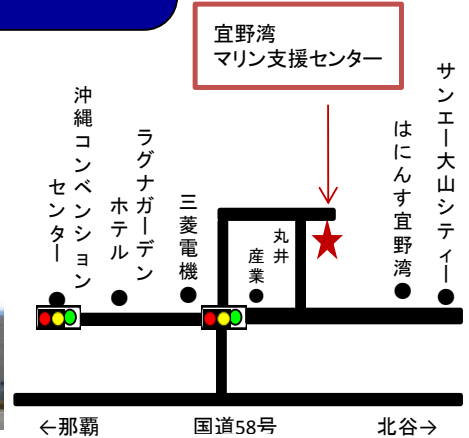 宜野湾
マリン支援センター
沖縄コンベンション
センター
ラグナガーデン
ホテル
三菱電機
丸井
産業
はにんす宜野湾
サンエー大山シティー
←那覇
国道58号
北谷→